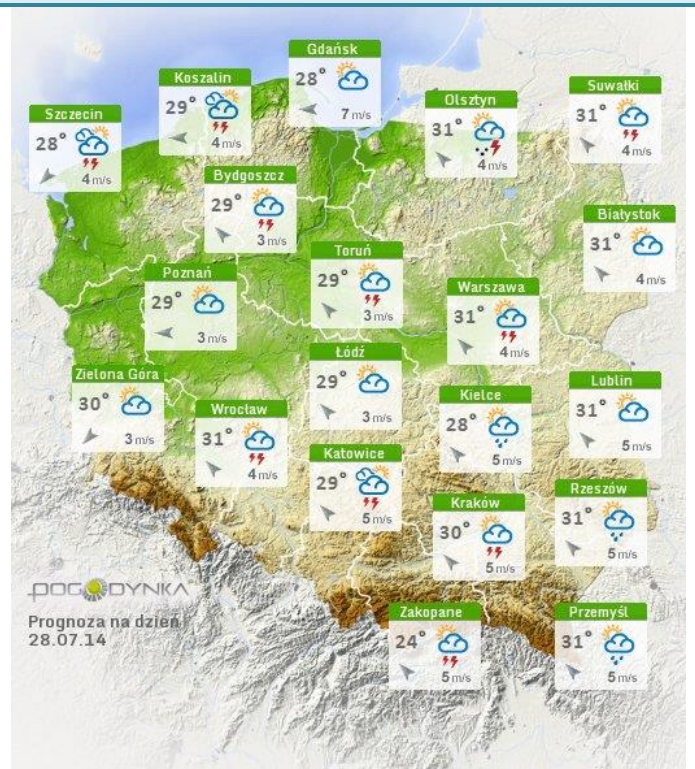 Gdańsk
28°
7 m/s
Koszalin
29°
4 m/s
Szczecin
28°
4 m/s
Olsztyn
31°
4 m/s
Suwałki
31°
4 m/s
Bydgoszcz
29°
3 m/s
Białystok
31°
4 m/s
Toruń
29°
3 m/s
Poznań
29°
3 m/s
Warszawa
31°
4 m/s
Łódź
29°
3 m/s
Zielona Góra
30°
3 m/s
Wrocław
31°
4 m/s
Kielce
28°
5 m/s
Lublin
31°
5 m/s
Katowice
29°
5 m/s
Kraków
30°
5 m/s
Rzeszów
31°
5 m/s
POGODYNKA
Prognoza na dzień
28.07.14
Zakopane
24°
5 m/s
Przemyśl
31°
5 m/s